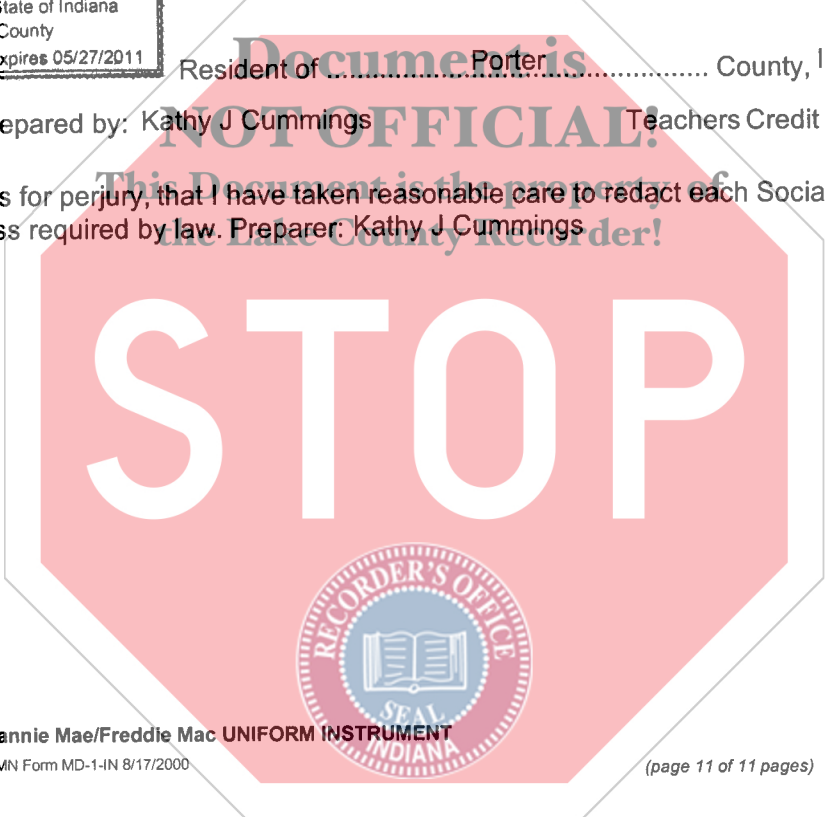 State of Indiana
County
xpires 05/27/2011
Document is
Resident of ........................Porter........................... County, I
NOT OFFICIAL!
epared by: Kathy J Cummings Teachers Credit
This Document is the property of
s for perjury, that I have taken reasonable care to redact each Socia
ss required by law. Preparer: Kathy J Cummings
the Lake County Recorder!
STOP
RECORDER'S OFFICE
SEAL
INDIANA
annie Mae/Freddie Mac UNIFORM INSTRUMENT
MN Form MD-1-IN 8/17/2000 (page 11 of 11 pages)